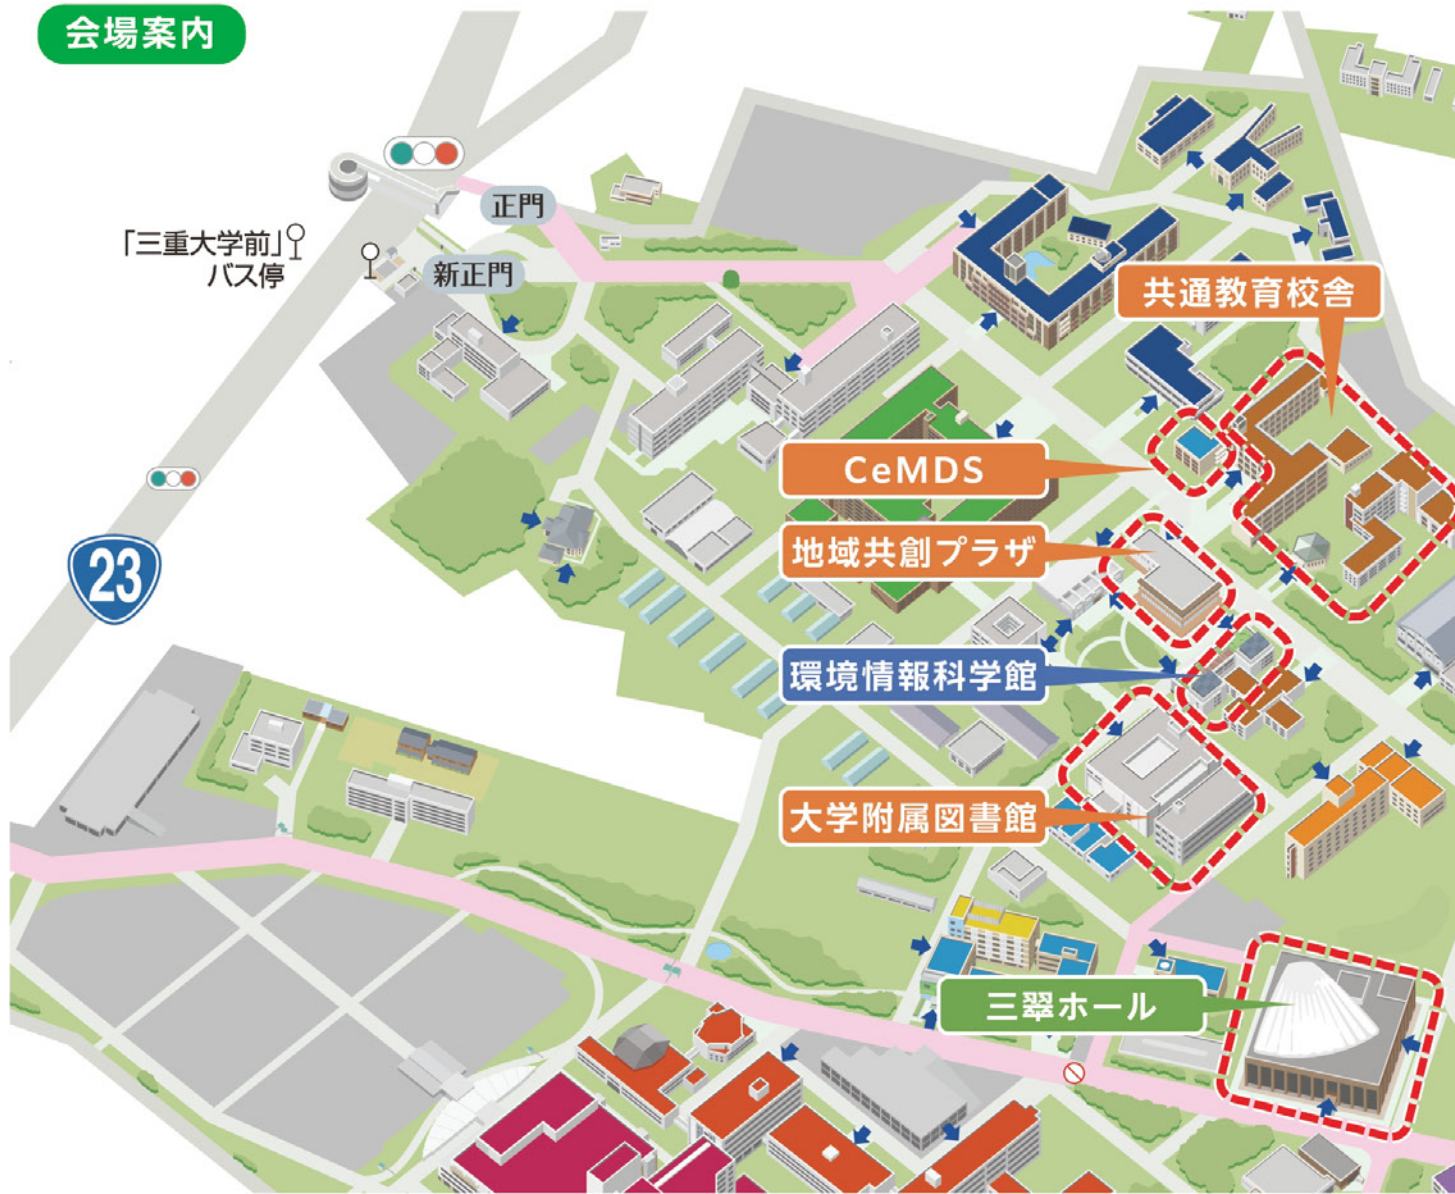 会場案内
正門
「三重大学前」
バス停
新正門
共通教育校舎
CeMDS
地域共創プラザ
23
環境情報科学館
大学附属図書館
三翠ホール